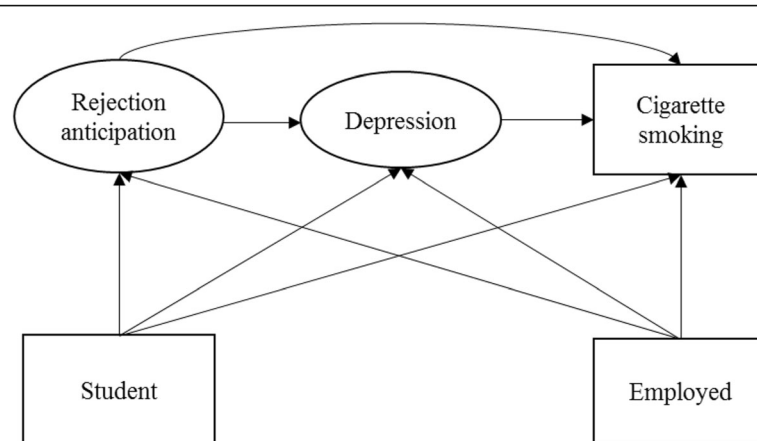 Rejection
anticipation
Depression
Cigarette
smoking
Student
Employed